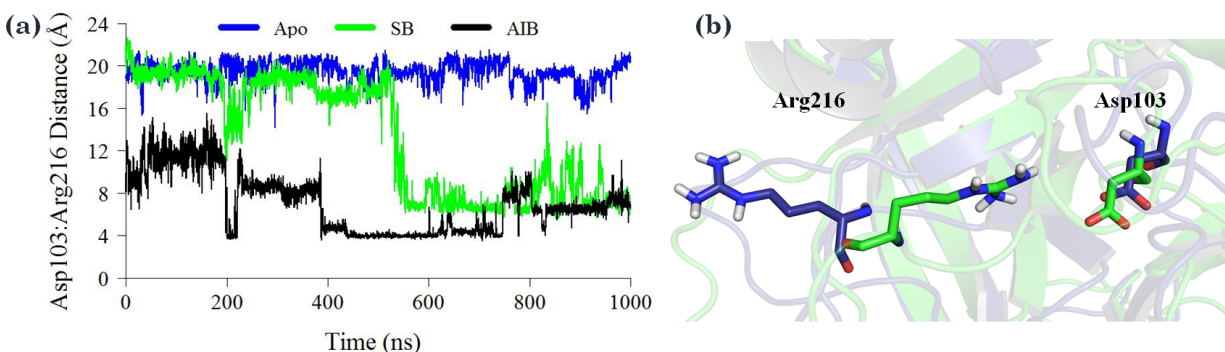 (a)
Asp103:Arg216 Distance (Å)
24
20
16
12
8
4
0
Apo
SB
AIB
0
200
400
600
800
1000
Time (ns)
(b)
Arg216
Asp103